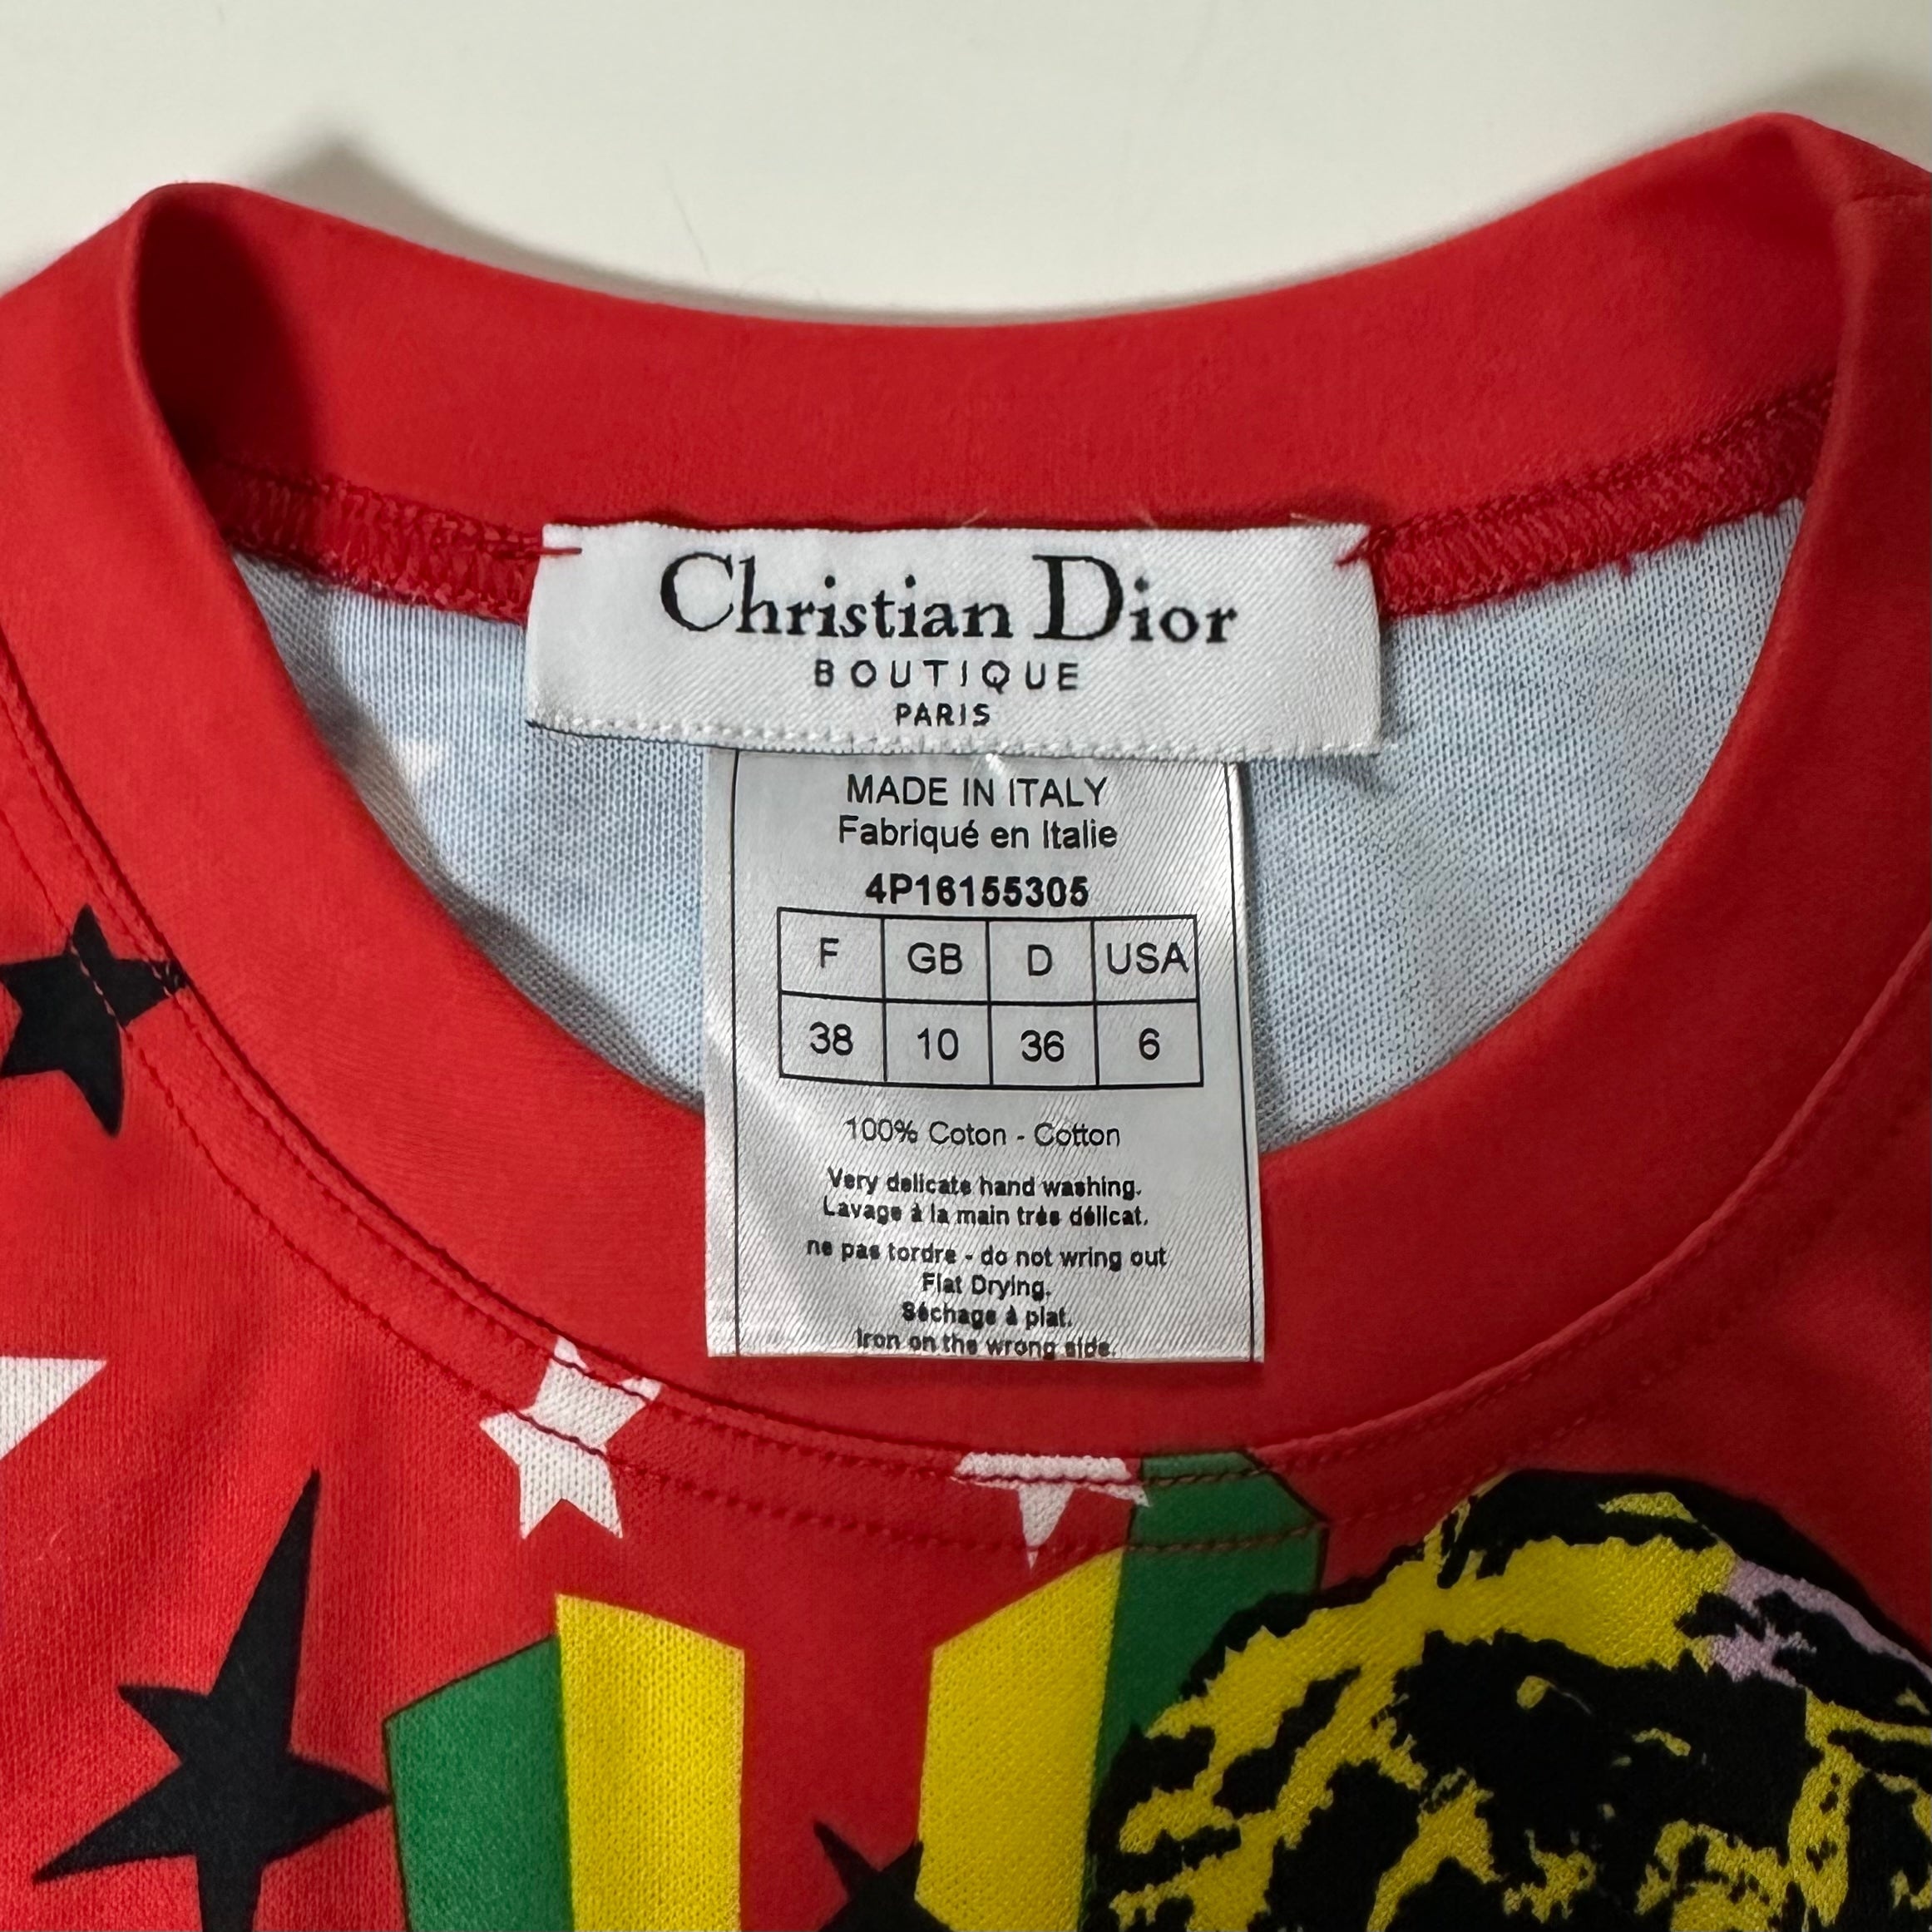 Christian Dior
BOUTIQUE
PARIS
MADE IN ITALY
Fabriqué en Italie
4P16155305
F GB D USA
38 10 36 6
100% Coton - Cotton
Very delicate hand washing.
Lavage à la main très délicat.
ne pas tordre - do not wring out
Flat Drying.
Séchage à plat.
Iron on the wrong side.